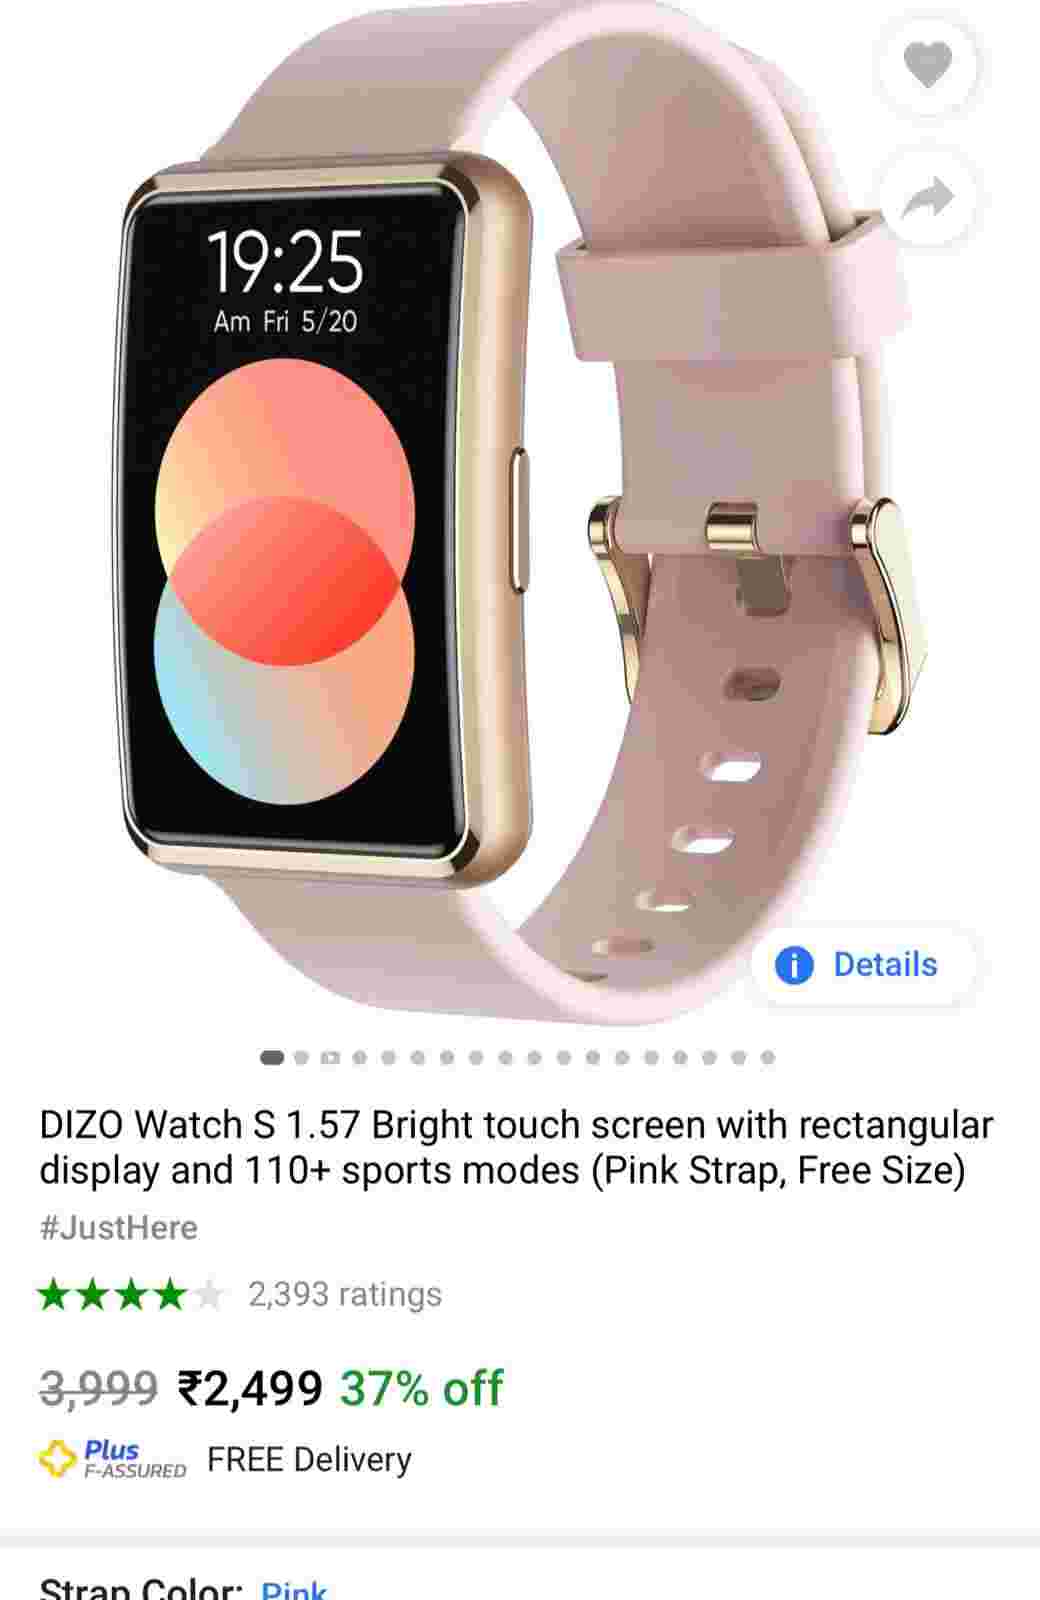 19:25
Am Fri 5/20
Details
DIZO Watch S 1.57 Bright touch screen with rectangular
display and 110+ sports modes (Pink Strap, Free Size)
#JustHere
2,393 ratings
3,999 ₹2,499 37% off
Plus
F-ASSURED FREE Delivery
Strap Color: Pink